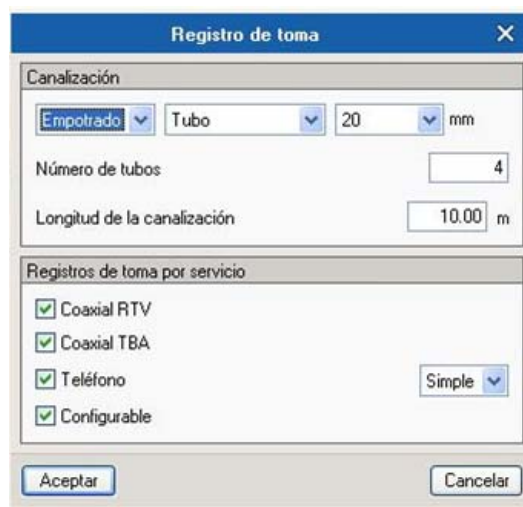 Registro de toma
Canalización
Empotrado Tubo 20 mm
Número de tubos 4
Longitud de la canalización 10.00 m
Registros de toma por servicio
Coaxial RTV
Coaxial TBA
Teléfono Simple
Configurable
Aceptar Cancelar